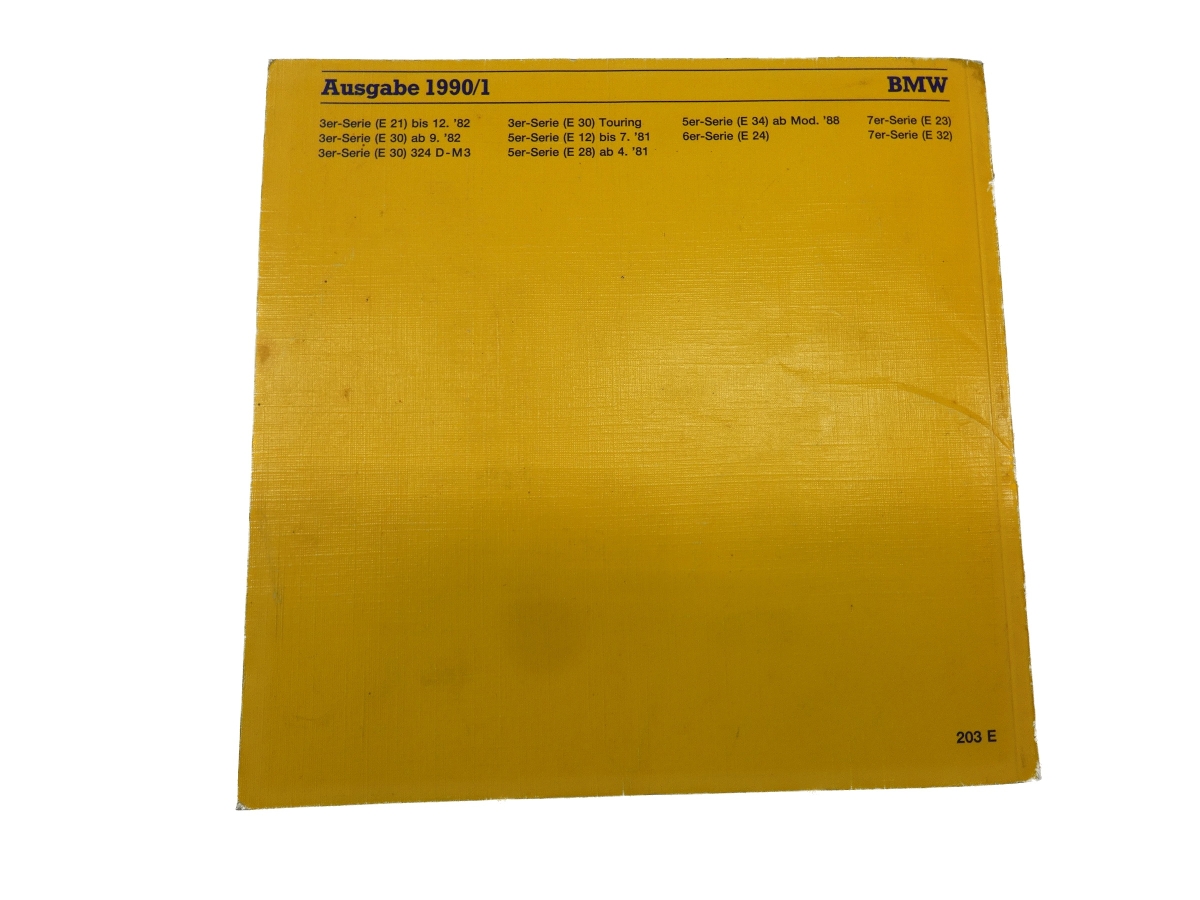 Ausgabe 1990/1 BMW
3er-Serie (E 21) bis 12. '82
3er-Serie (E 30) ab 9. '82
3er-Serie (E 30) 324 D-M3
3er-Serie (E 30) Touring
5er-Serie (E 12) bis 7. '81
5er-Serie (E 28) ab 4. '81
5er-Serie (E 34) ab Mod. '88
6er-Serie (E 24)
7er-Serie (E 23)
7er-Serie (E 32)
203 E